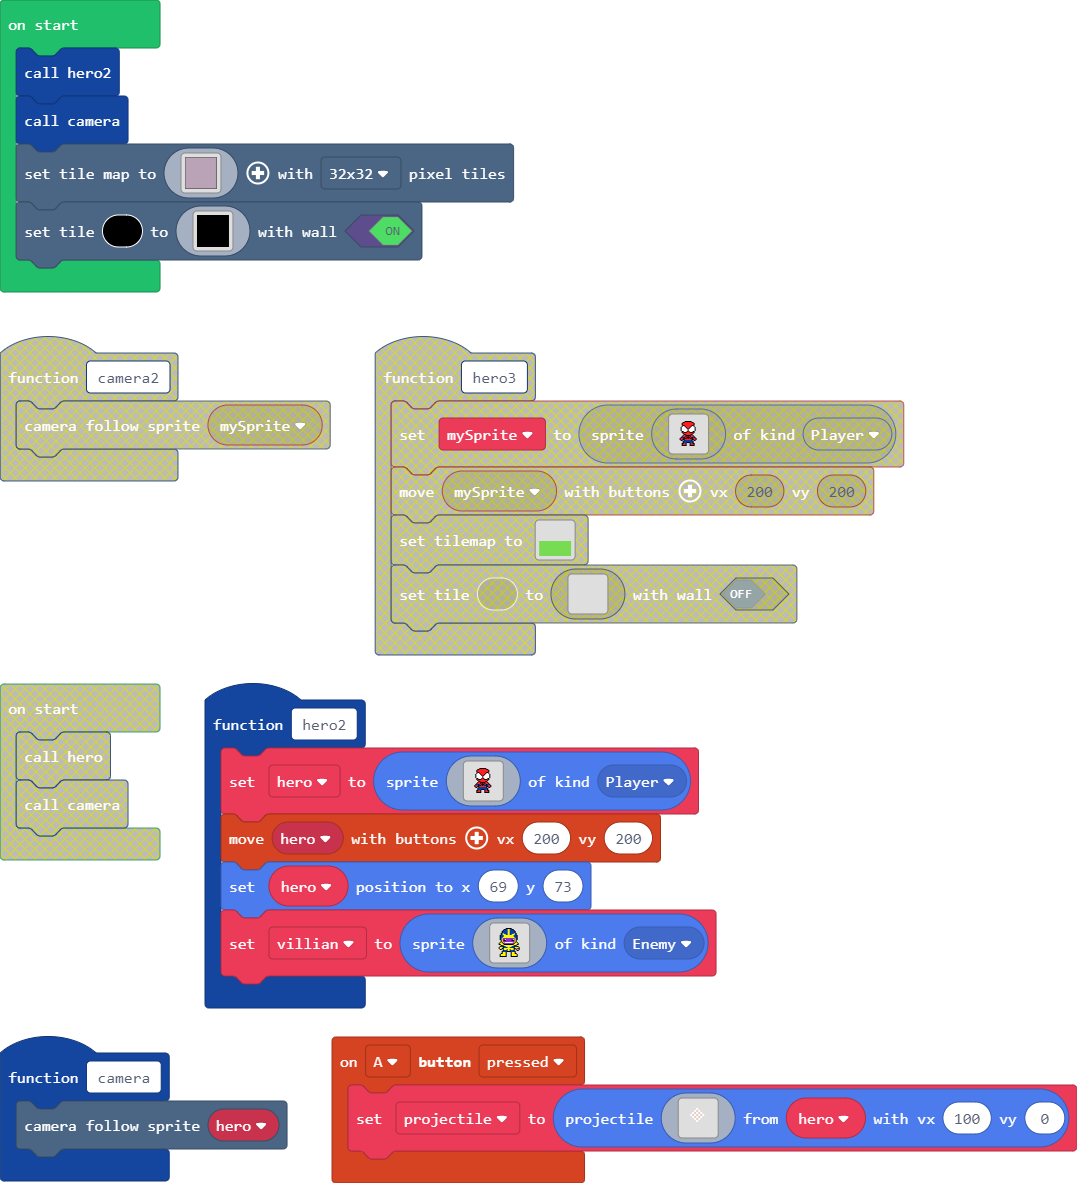 on start
call hero2
call camera
set tile map to with 32x32 pixel tiles
set tile to with wall ON
function camera2
camera follow sprite mySprite
function hero3
set mySprite to sprite of kind Player
move mySprite with buttons vx 200 vy 200
set tilemap to
set tile to with wall OFF
on start
call hero
call camera
function hero2
set hero to sprite of kind Player
move hero with buttons vx 200 vy 200
set hero position to x 69 y 73
set villian to sprite of kind Enemy
function camera
camera follow sprite hero
on A button pressed
set projectile to projectile from hero with vx 100 vy 0